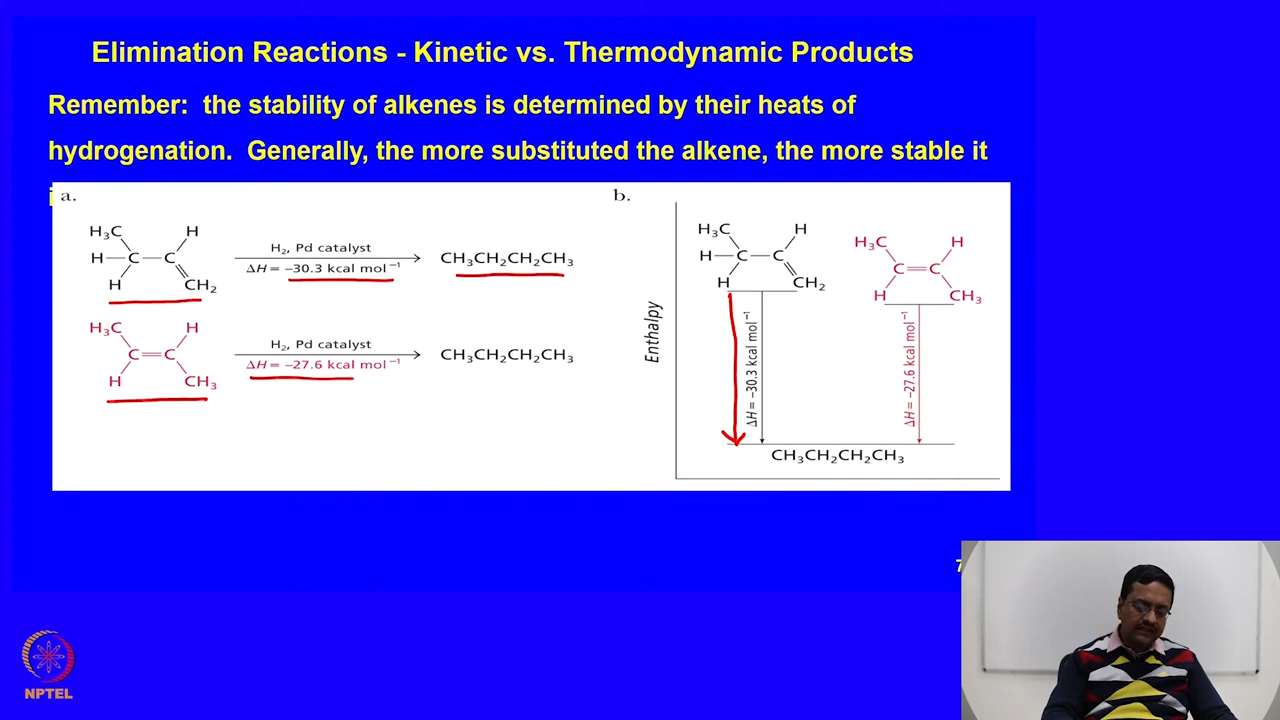 Elimination Reactions - Kinetic vs. Thermodynamic Products
Remember: the stability of alkenes is determined by their heats of
hydrogenation. Generally, the more substituted the alkene, the more stable it
a.
H₃C H
H C C
H CH₂
H₂, Pd catalyst
ΔH = −30.3 kcal mol⁻¹
CH₃CH₂CH₂CH₃
H₃C H
C C
H CH₃
H₂, Pd catalyst
ΔH = −27.6 kcal mol⁻¹
CH₃CH₂CH₂CH₃
b.
Enthalpy
H₃C H
H C C
H CH₂
ΔH = −30.3 kcal mol⁻¹
H₃C H
C C
H CH₃
ΔH = −27.6 kcal mol⁻¹
CH₃CH₂CH₂CH₃
NPTEL